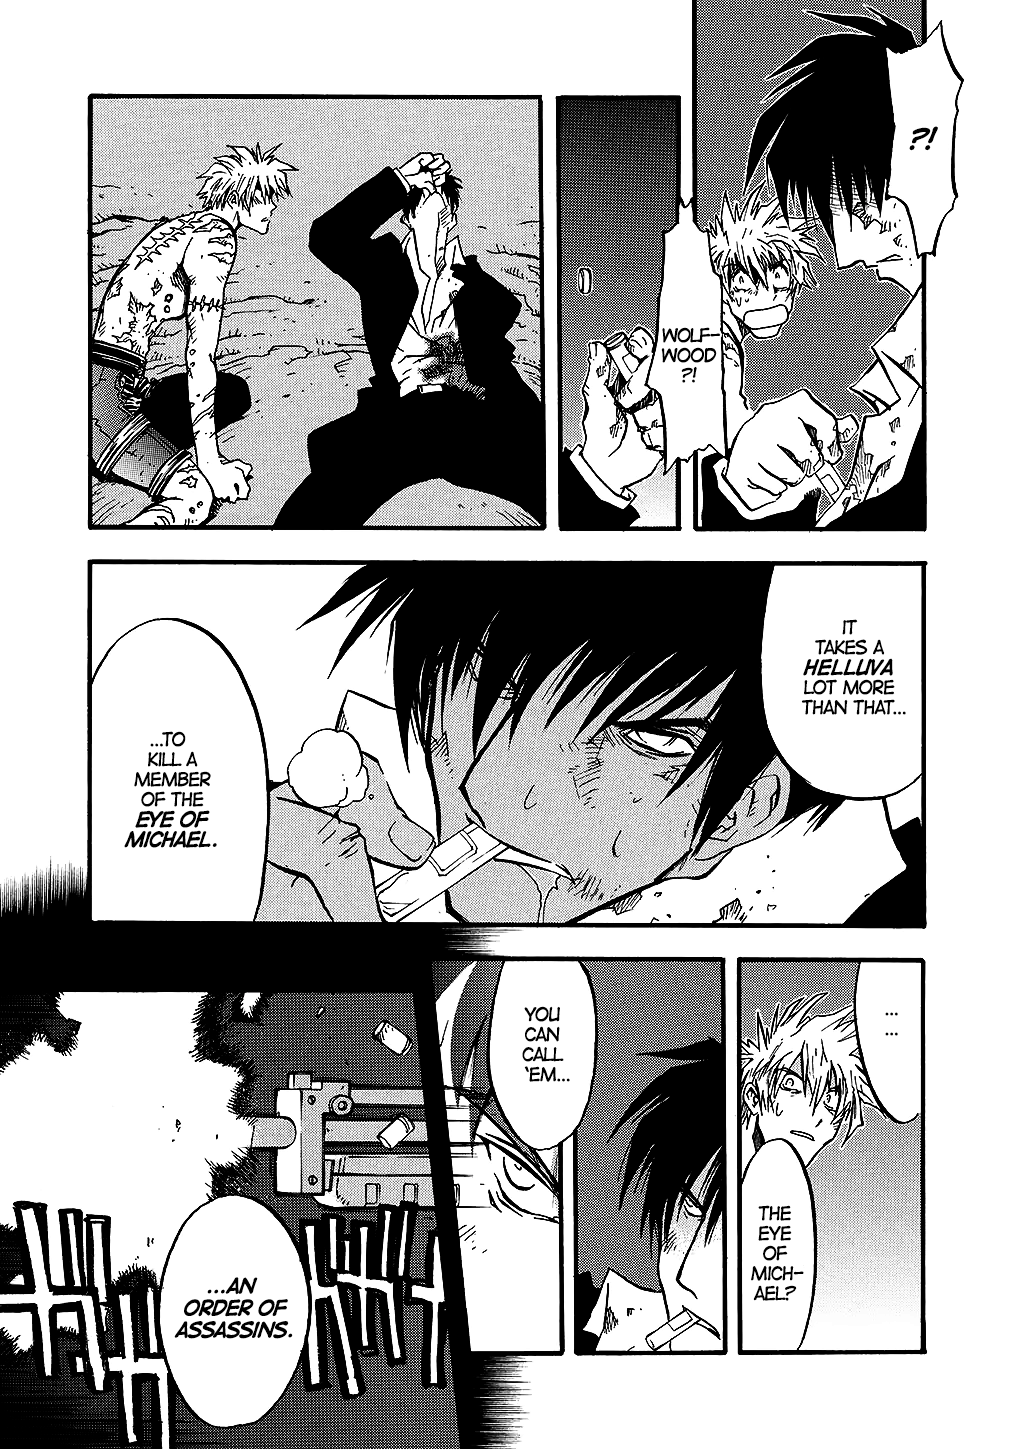 ?!
WOLF-
WOOD
?!
IT
TAKES A
HELLUVA
LOT MORE
THAN THAT...
...TO
KILL A
MEMBER
OF THE
EYE OF
MICHAEL.
...
...
THE
EYE
OF
MICH-
AEL?
YOU
CAN
CALL
'EM...
...AN
ORDER OF
ASSASSINS.